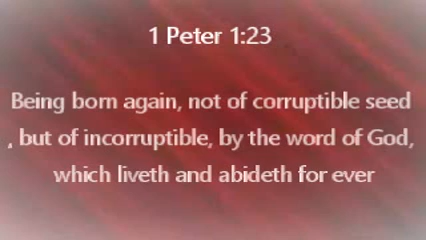 1 Peter 1:23
Being born again, not of corruptible seed
, but of incorruptible, by the word of God,
which liveth and abideth for ever